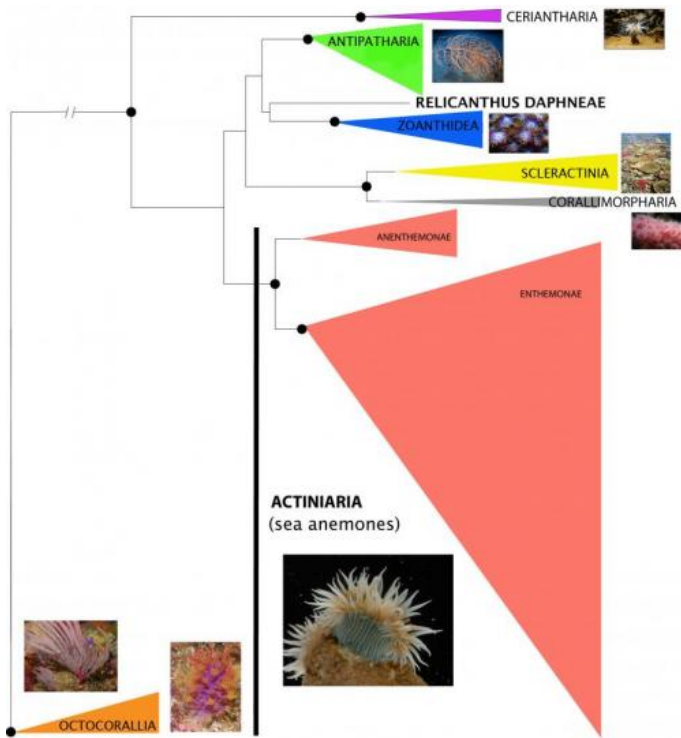 CERIANTHARIA
ANTIPATHARIA
RELICANTHUS DAPHNEAE
ZOANTHIDEA
SCLERACTINIA
CORALLIMORPHARIA
ANENTHEMONAE
ENTHEMONAE
ACTINIARIA
(sea anemones)
OCTOCORALLIA